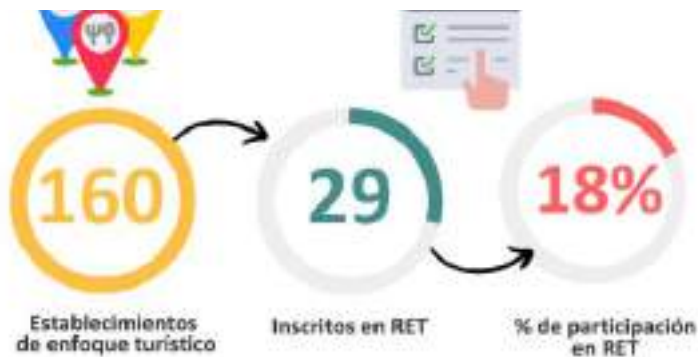 160
29
18%
Establecimientos
de enfoque turístico
Inscritos en RET
% de participación
en RET